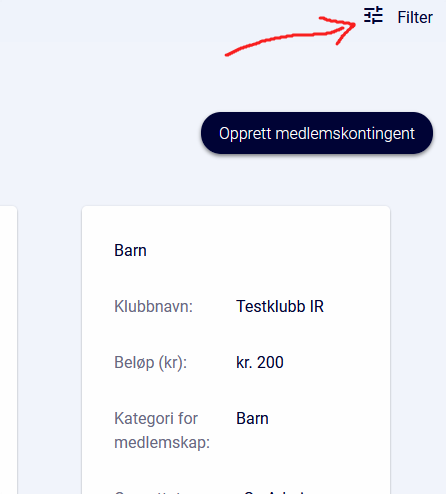 Filter
Opprett medlemskontingent
Barn
Klubbnavn: Testklubb IR
Beløp (kr): kr. 200
Kategori for Barn
medlemskap: